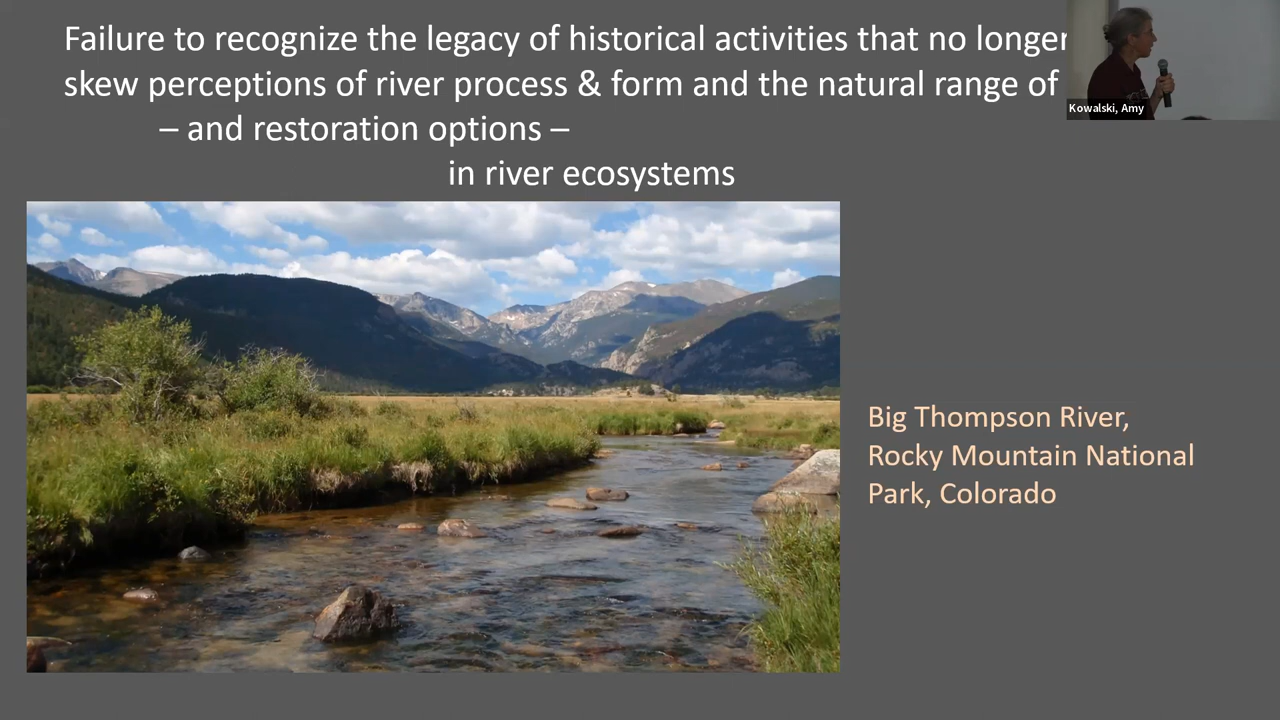 Failure to recognize the legacy of historical activities that no longer
skew perceptions of river process & form and the natural range of
– and restoration options –
in river ecosystems
Kowalski, Amy
Big Thompson River,
Rocky Mountain National
Park, Colorado